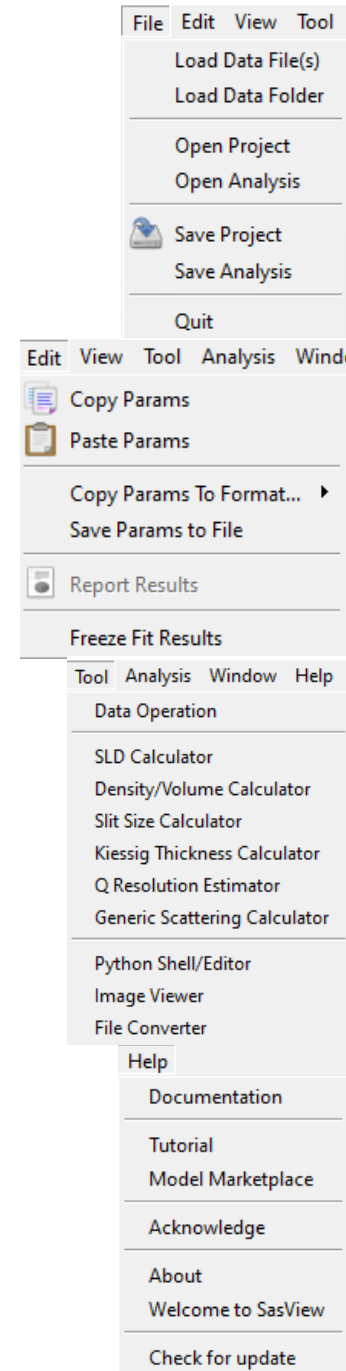 File Edit View Tool
Load Data File(s)
Load Data Folder
Open Project
Open Analysis
Save Project
Save Analysis
Quit
Edit View Tool Analysis
Copy Params
Paste Params
Copy Params To Format...
Save Params to File
Report Results
Freeze Fit Results
Tool Analysis Window Help
Data Operation
SLD Calculator
Density/Volume Calculator
Slit Size Calculator
Kiessig Thickness Calculator
Q Resolution Estimator
Generic Scattering Calculator
Python Shell/Editor
Image Viewer
File Converter
Help
Documentation
Tutorial
Model Marketplace
Acknowledge
About
Welcome to SasView
Check for update